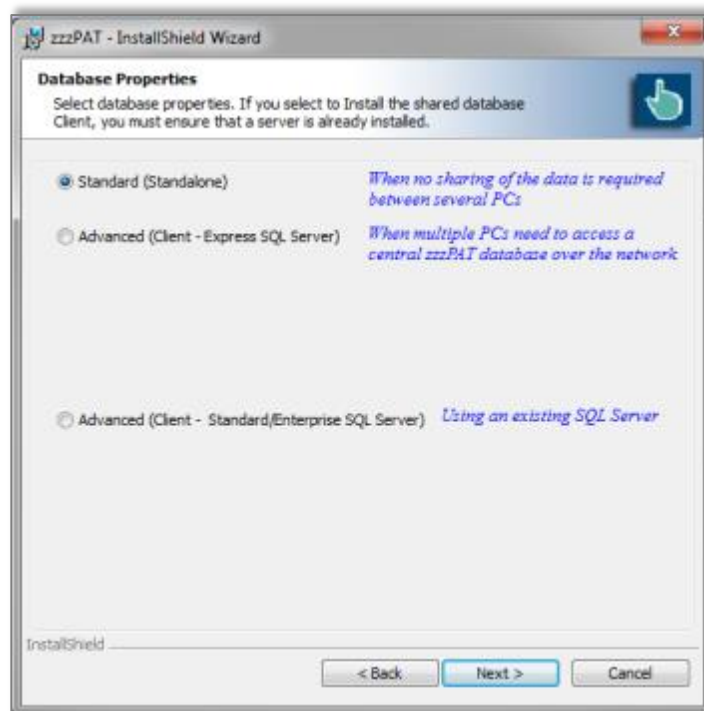 zzzPAT - InstallShield Wizard
Database Properties
Select database properties. If you select to Install the shared database
Client, you must ensure that a server is already installed.
Standard (Standalone)
When no sharing of the data is required
between several PCs
Advanced (Client - Express SQL Server)
When multiple PCs need to access a
central zzzPAT database over the network
Advanced (Client - Standard/Enterprise SQL Server)
Using an existing SQL Server
InstallShield
< Back
Next >
Cancel